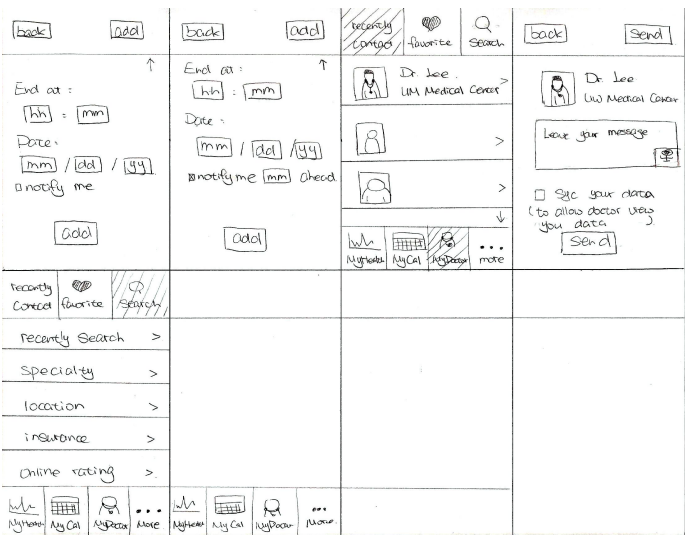 back add
End at:
hh : mm
Date:
mm / dd / yy
notify me
add
back add
End at:
hh : mm
Date:
mm / dd / yy
notify me mm ahead
add
recently
contact
favorite
Search
Dr. Lee
UM Medical Center
MyHealth MyCal MyDoctor more
back Send
Dr. Lee
UW Medical Cancer
Leave your message
Syc your data
(to allow doctor view
you data)
Send
recently
Contact
favorite
Search
recently Search >
Specialty >
location >
insurance >
online rating >
MyHealth My Cal MyDoctor More
MyHealth My Cal MyDoctor More